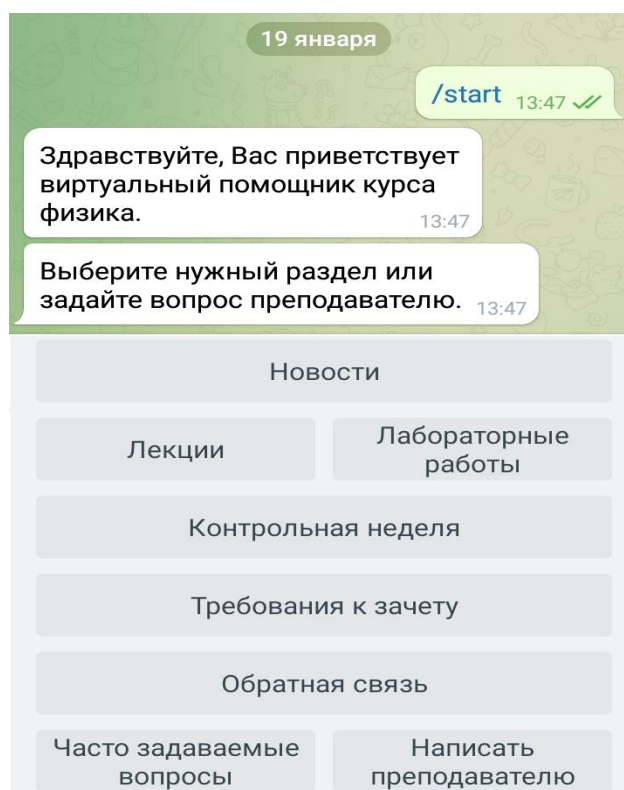 19 января
/start 13:47
Здравствуйте, Вас приветствует
виртуальный помощник курса
физика. 13:47
Выберите нужный раздел или
задайте вопрос преподавателю. 13:47
Новости
Лекции
Лабораторные
работы
Контрольная неделя
Требования к зачету
Обратная связь
Часто задаваемые
вопросы
Написать
преподавателю